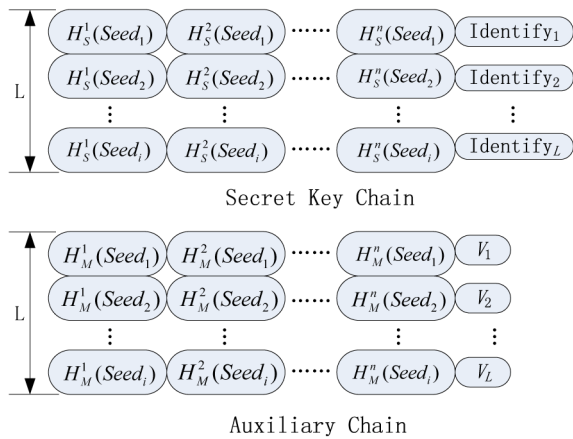 H_S^1(Seed_1) H_S^2(Seed_1) ...... H_S^n(Seed_1) Identify_1
L H_S^1(Seed_2) H_S^2(Seed_1) ...... H_S^n(Seed_2) Identify_2
H_S^1(Seed_i) H_S^2(Seed_i) ...... H_S^n(Seed_i) Identify_L
Secret Key Chain
H_M^1(Seed_1) H_M^2(Seed_1) ...... H_M^n(Seed_1) V_1
L H_M^1(Seed_2) H_M^2(Seed_1) ...... H_M^n(Seed_2) V_2
H_M^1(Seed_i) H_M^2(Seed_i) ...... H_M^n(Seed_i) V_L
Auxiliary Chain